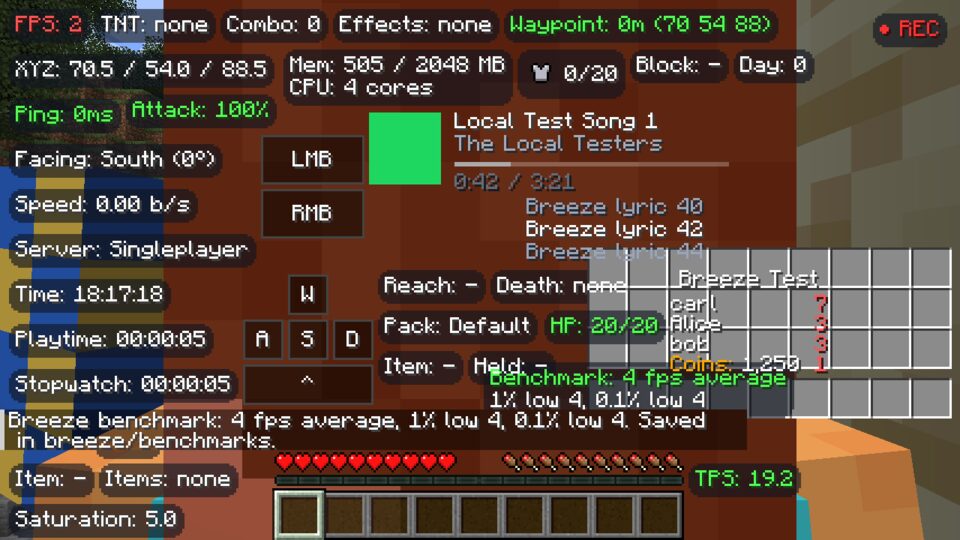 FPS: 2 TNT: none Combo: 0 Effects: none Waypoint: 0m (70 54 88) • REC
XYZ: 70.5 / 54.0 / 88.5 Mem: 505 / 2048 MB 0/20 Block: - Day: 0
CPU: 4 cores
Ping: 0ms Attack: 100%
Local Test Song 1
The Local Testers
0:42 / 3:21
Facing: South (0°) LMB
Speed: 0.00 b/s RMB
Breeze lyric 40
Breeze lyric 42
Breeze lyric 44
Server: Singleplayer
Time: 18:17:18 W Reach: - Death: none
Breeze Test
carl 7
Alice 3
bob 3
Coins: 1,250 1
Playtime: 00:00:05 A S D Pack: Default HP: 20/20
Stopwatch: 00:00:05 ^ Item: - Held: -
Benchmark: 4 fps average
1% low 4, 0.1% low 4
Breeze benchmark: 4 fps average, 1% low 4, 0.1% low 4. Saved
in breeze/benchmarks.
Item: - Items: none TPS: 19.2
Saturation: 5.0